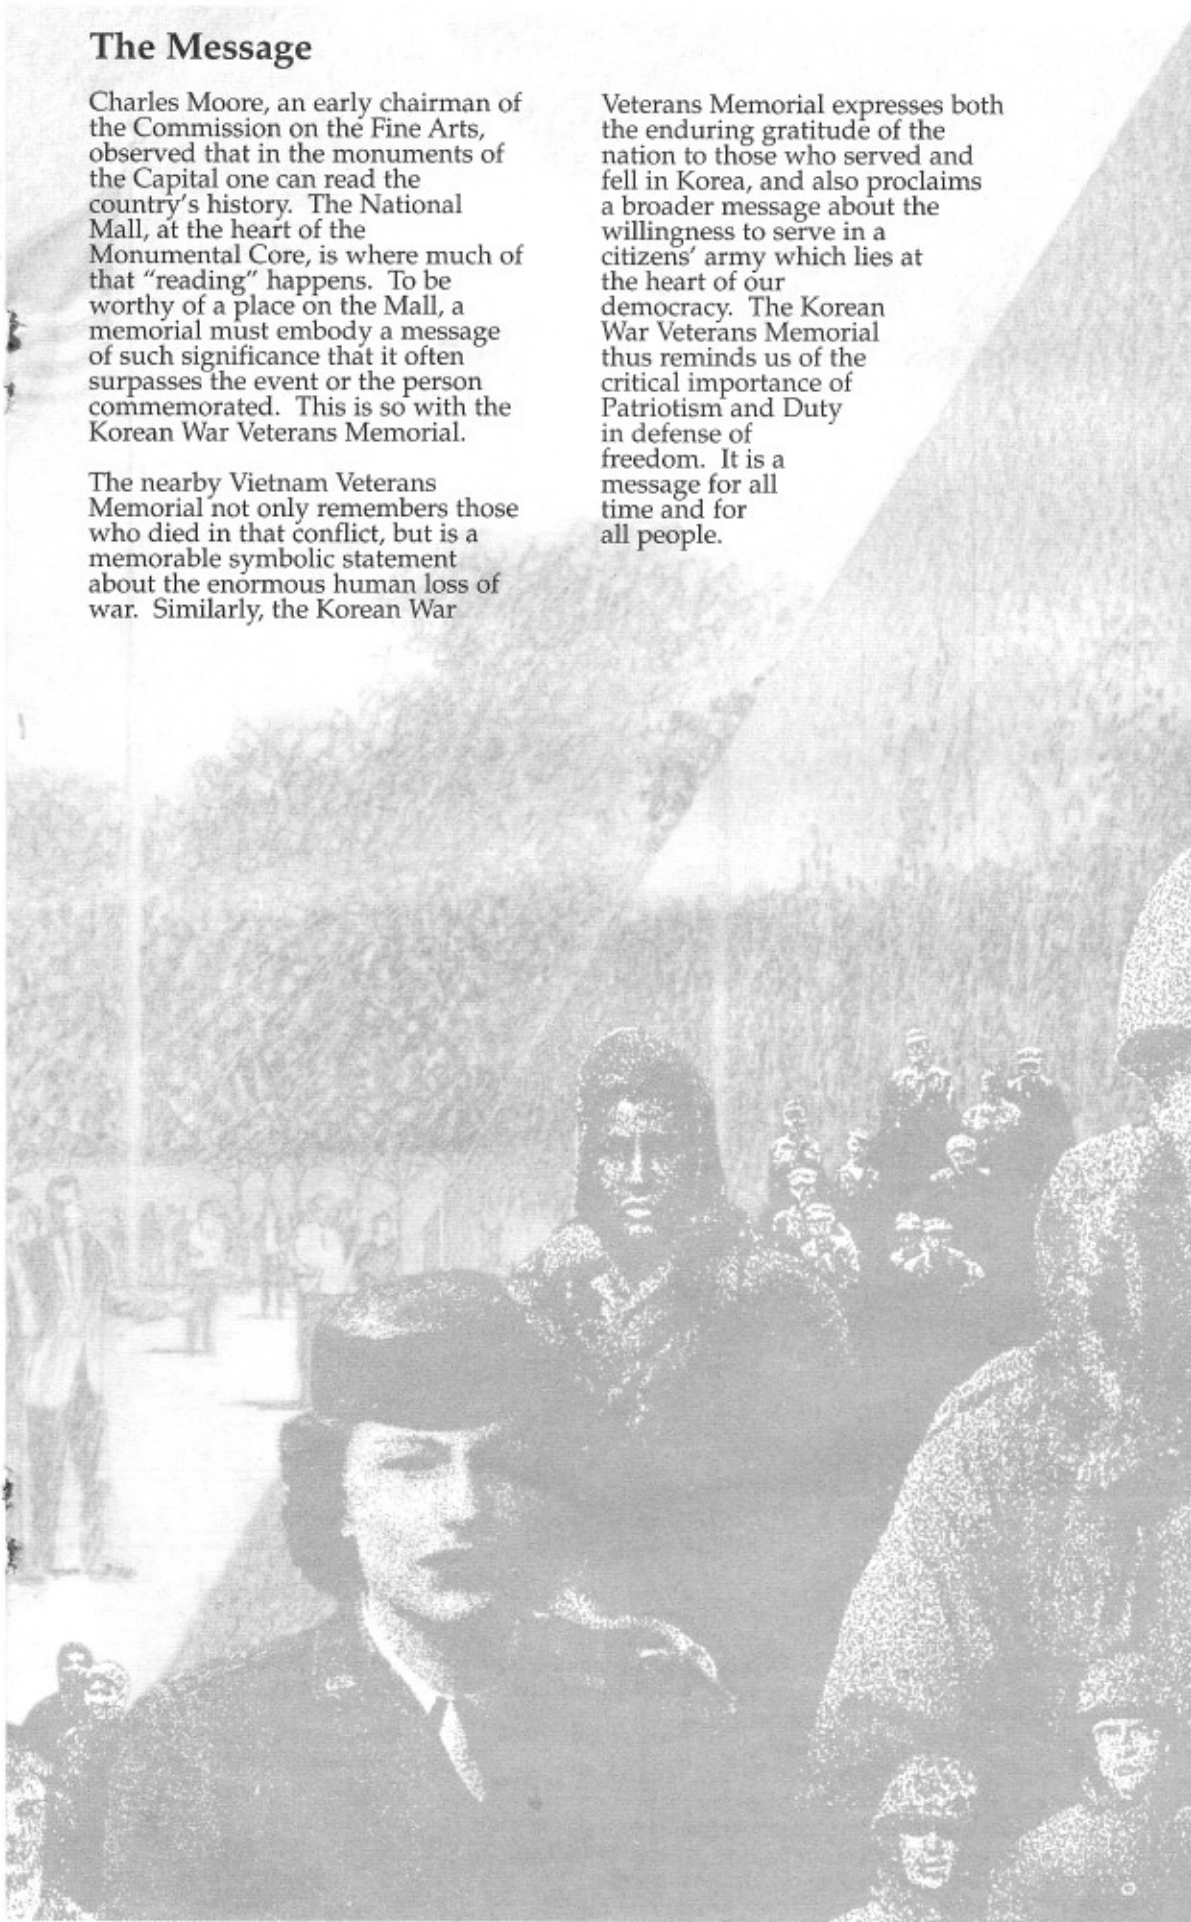 The Message
Charles Moore, an early chairman of
the Commission on the Fine Arts,
observed that in the monuments of
the Capital one can read the
country's history.  The National
Mall, at the heart of the
Monumental Core, is where much of
that “reading” happens.  To be
worthy of a place on the Mall, a
memorial must embody a message
of such significance that it often
surpasses the event or the person
commemorated.  This is so with the
Korean War Veterans Memorial.
The nearby Vietnam Veterans
Memorial not only remembers those
who died in that conflict, but is a
memorable symbolic statement
about the enormous human loss of
war.  Similarly, the Korean War
Veterans Memorial expresses both
the enduring gratitude of the
nation to those who served and
fell in Korea, and also proclaims
a broader message about the
willingness to serve in a
citizens' army which lies at
the heart of our
democracy.  The Korean
War Veterans Memorial
thus reminds us of the
critical importance of
Patriotism and Duty
in defense of
freedom.  It is a
message for all
time and for
all people.